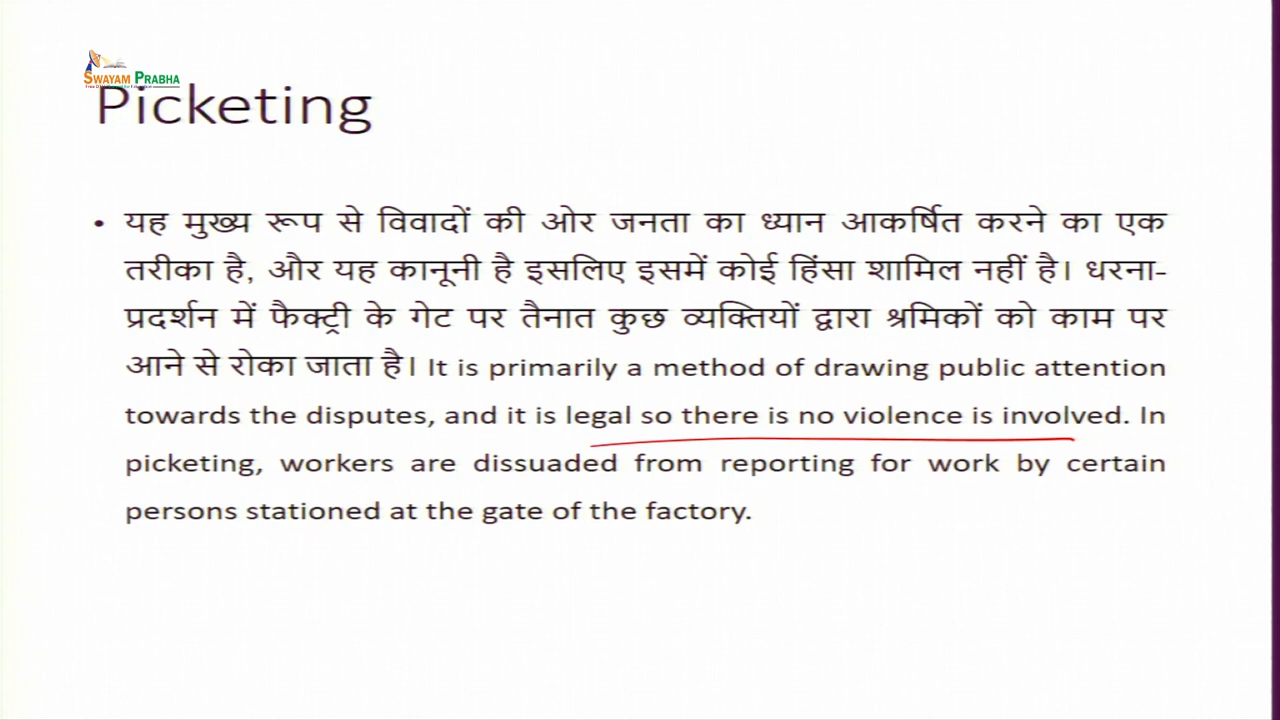 SWAYAM PRABHA
Picketing
• यह मुख्य रूप से विवादों की ओर जनता का ध्यान आकर्षित करने का एक
तरीका है, और यह कानूनी है इसलिए इसमें कोई हिंसा शामिल नहीं है। धरना-
प्रदर्शन में फैक्ट्री के गेट पर तैनात कुछ व्यक्तियों द्वारा श्रमिकों को काम पर
आने से रोका जाता है। It is primarily a method of drawing public attention
towards the disputes, and it is legal so there is no violence is involved. In
picketing, workers are dissuaded from reporting for work by certain
persons stationed at the gate of the factory.